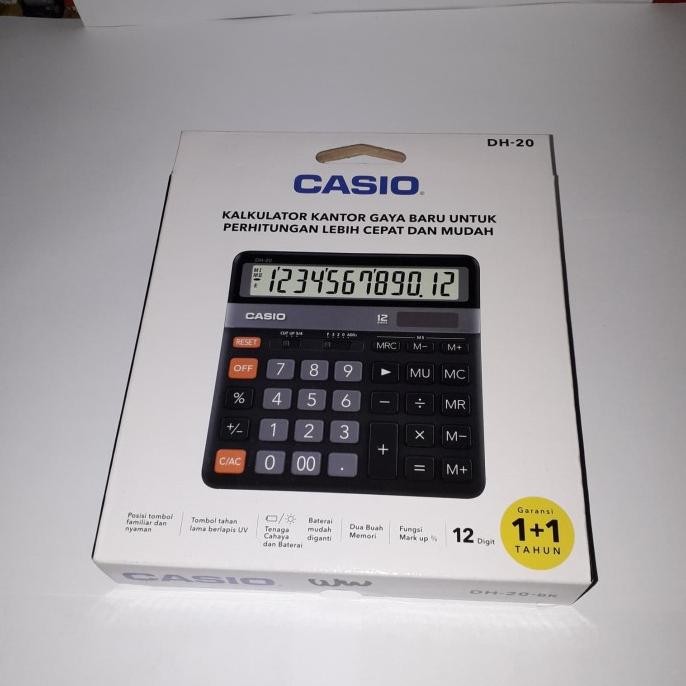 DH-20
CASIO
KALKULATOR KANTOR GAYA BARU UNTUK
PERHITUNGAN LEBIH CEPAT DAN MUDAH
DH-20
1234567890.12
CASIO
12
RESET
MRC M- M+
OFF 7 8 9 ▶ MU MC
% 4 5 6 − ÷ MR
+/− 1 2 3 + × M−
C/AC 0 00 . = M+
Posisi tombol
familiar dan
nyaman
Tombol tahan
lama berlapis UV
Tenaga
Cahaya
dan Baterai
Baterai
mudah
diganti
Dua Buah
Memori
Fungsi
Mark up %
12 Digit
Garansi
1+1
TAHUN
CASIO
DH-20-BK